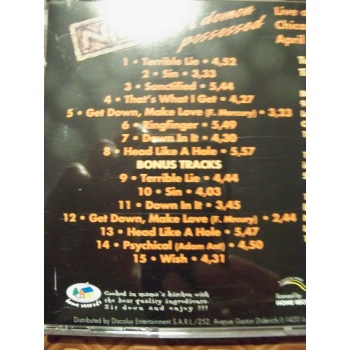 NIN demon
possessed
Live
April
1 • Terrible Lie • 4,52
2 • Sin • 3,33
3 • Sanctified • 5,44
4 • That's What I Get • 4,27
5 • Get Down, Make Love (F. Mercury) • 3,23
6 • Ringfinger • 5,49
7 • Down In It • 4,30
8 • Head Like A Hole • 5,57
BONUS TRACKS
9 • Terrible Lie • 4,44
10 • Sin • 4,03
11 • Down In It • 3,45
12 • Get Down, Make Love (F. Mercury) • 2,44
13 • Head Like A Hole • 5,47
14 • Psychical (Adam Ant) • 4,50
15 • Wish • 4,31
Cooked in mama's kitchen with
the best quality ingredients.
Sit down and enjoy !!!
Distributed by Discolux Entertainment S.A.R.L./252, Avenue Gaston Diderich/L-1420